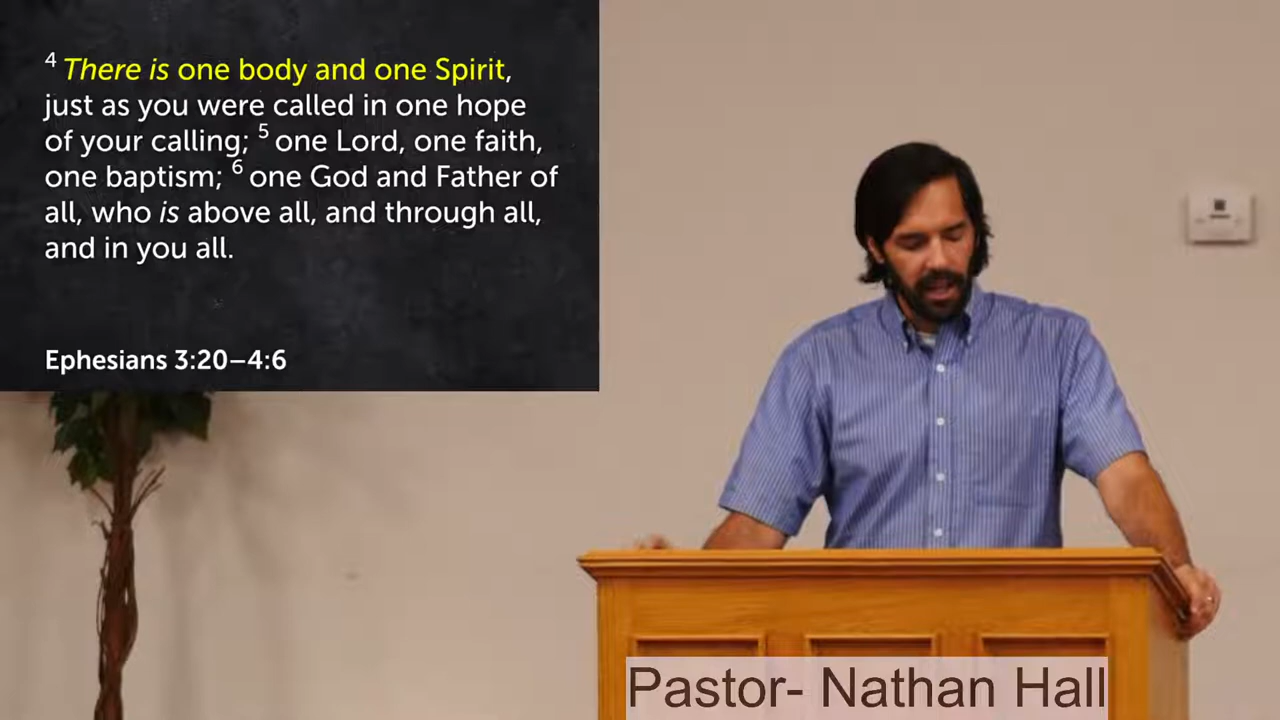 4 There is one body and one Spirit,
just as you were called in one hope
of your calling; 5 one Lord, one faith,
one baptism; 6 one God and Father of
all, who is above all, and through all,
and in you all.
Ephesians 3:20–4:6
Pastor- Nathan Hall